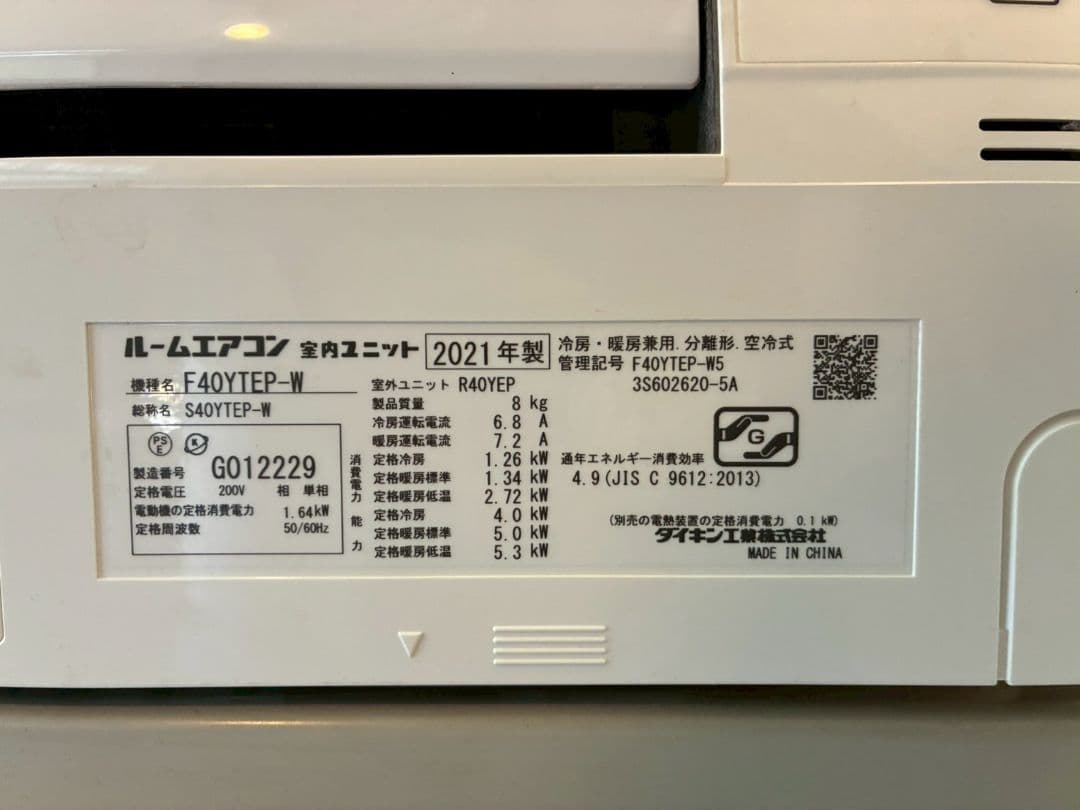 ルームエアコン 室内ユニット 2021年製
機種名 F40YTEP-W
総称名 S40YTEP-W
PS
E
製造番号 G012229
定格電圧 200V 相 単相
電動機の定格消費電力 1.64kW
定格周波数 50/60Hz
室外ユニット R40YEP
製品質量 8 kg
冷房運転電流 6.8 A
暖房運転電流 7.2 A
消費電力
定格冷房 1.26 kW
定格暖房標準 1.34 kW
定格暖房低温 2.72 kW
能力
定格冷房 4.0 kW
定格暖房標準 5.0 kW
定格暖房低温 5.3 kW
冷房・暖房兼用.分離形.空冷式
管理記号 F40YTEP-W5
3S602620-5A
G
通年エネルギー消費効率
4.9(JIS C 9612:2013)
(別売の電熱装置の定格消費電力 0.1kW)
ダイキン工業株式会社
MADE IN CHINA